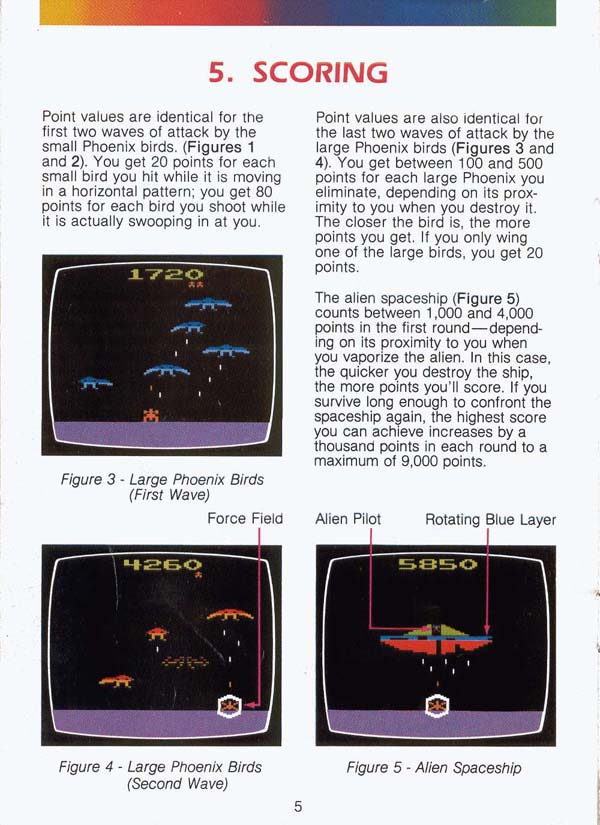 5. SCORING
Point values are identical for the
first two waves of attack by the
small Phoenix birds. (Figures 1
and 2). You get 20 points for each
small bird you hit while it is moving
in a horizontal pattern; you get 80
points for each bird you shoot while
it is actually swooping in at you.
1720
Figure 3 - Large Phoenix Birds
(First Wave)
Point values are also identical for
the last two waves of attack by the
large Phoenix birds (Figures 3 and
4). You get between 100 and 500
points for each large Phoenix you
eliminate, depending on its prox-
imity to you when you destroy it.
The closer the bird is, the more
points you get. If you only wing
one of the large birds, you get 20
points.
The alien spaceship (Figure 5)
counts between 1,000 and 4,000
points in the first round—depend-
ing on its proximity to you when
you vaporize the alien. In this case,
the quicker you destroy the ship,
the more points you'll score. If you
survive long enough to confront the
spaceship again, the highest score
you can achieve increases by a
thousand points in each round to a
maximum of 9,000 points.
Force Field
4260
Figure 4 - Large Phoenix Birds
(Second Wave)
Alien Pilot
Rotating Blue Layer
5850
Figure 5 - Alien Spaceship
5